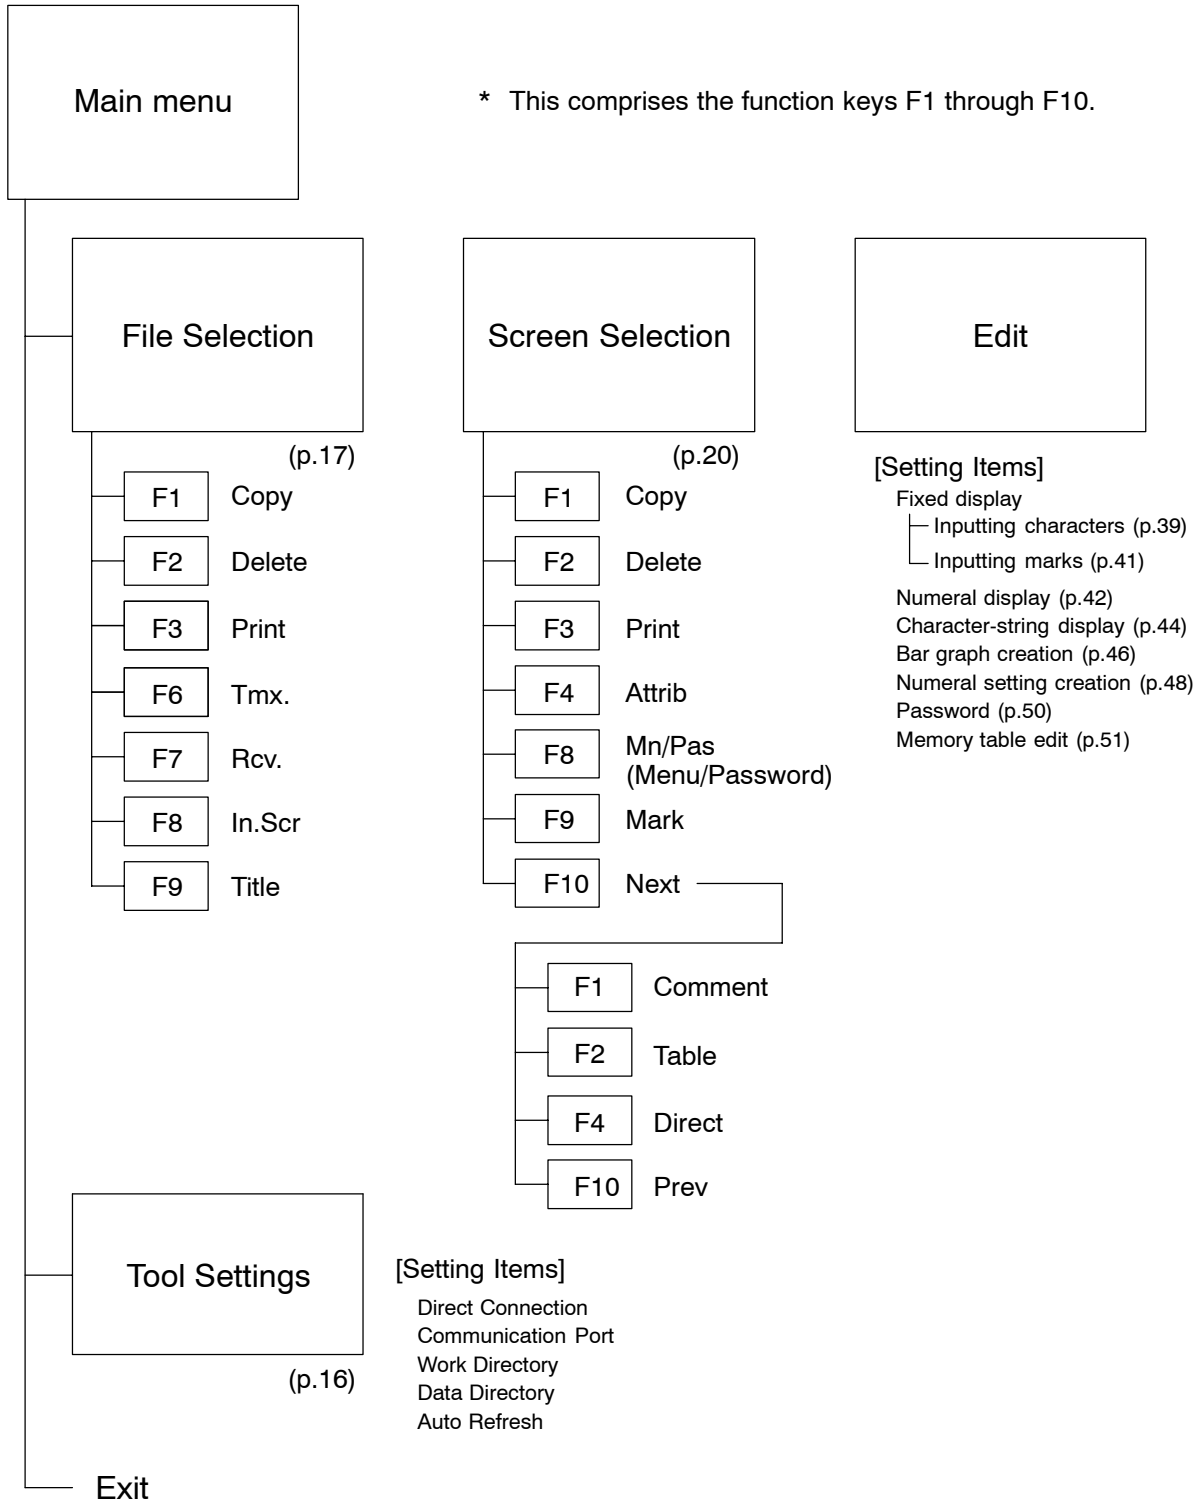 Main menu
* This comprises the function keys F1 through F10.
File Selection
(p.17)
F1 Copy
F2 Delete
F3 Print
F6 Tmx.
F7 Rcv.
F8 In.Scr
F9 Title
Screen Selection
(p.20)
F1 Copy
F2 Delete
F3 Print
F4 Attrib
F8 Mn/Pas
(Menu/Password)
F9 Mark
F10 Next
F1 Comment
F2 Table
F4 Direct
F10 Prev
Edit
[Setting Items]
Fixed display
Inputting characters (p.39)
Inputting marks (p.41)
Numeral display (p.42)
Character-string display (p.44)
Bar graph creation (p.46)
Numeral setting creation (p.48)
Password (p.50)
Memory table edit (p.51)
Tool Settings
(p.16)
[Setting Items]
Direct Connection
Communication Port
Work Directory
Data Directory
Auto Refresh
Exit